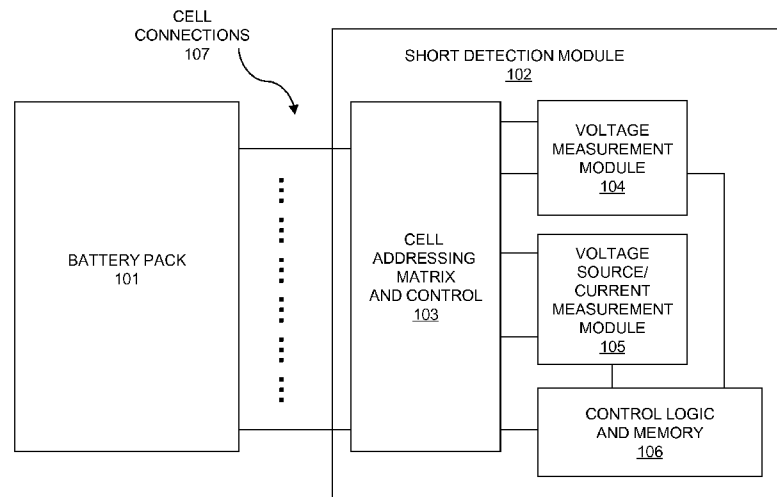 CELL
CONNECTIONS
107
SHORT DETECTION MODULE
102
BATTERY PACK
101
CELL
ADDRESSING
MATRIX
AND CONTROL
103
VOLTAGE
MEASUREMENT
MODULE
104
VOLTAGE
SOURCE/
CURRENT
MEASUREMENT
MODULE
105
CONTROL LOGIC
AND MEMORY
106